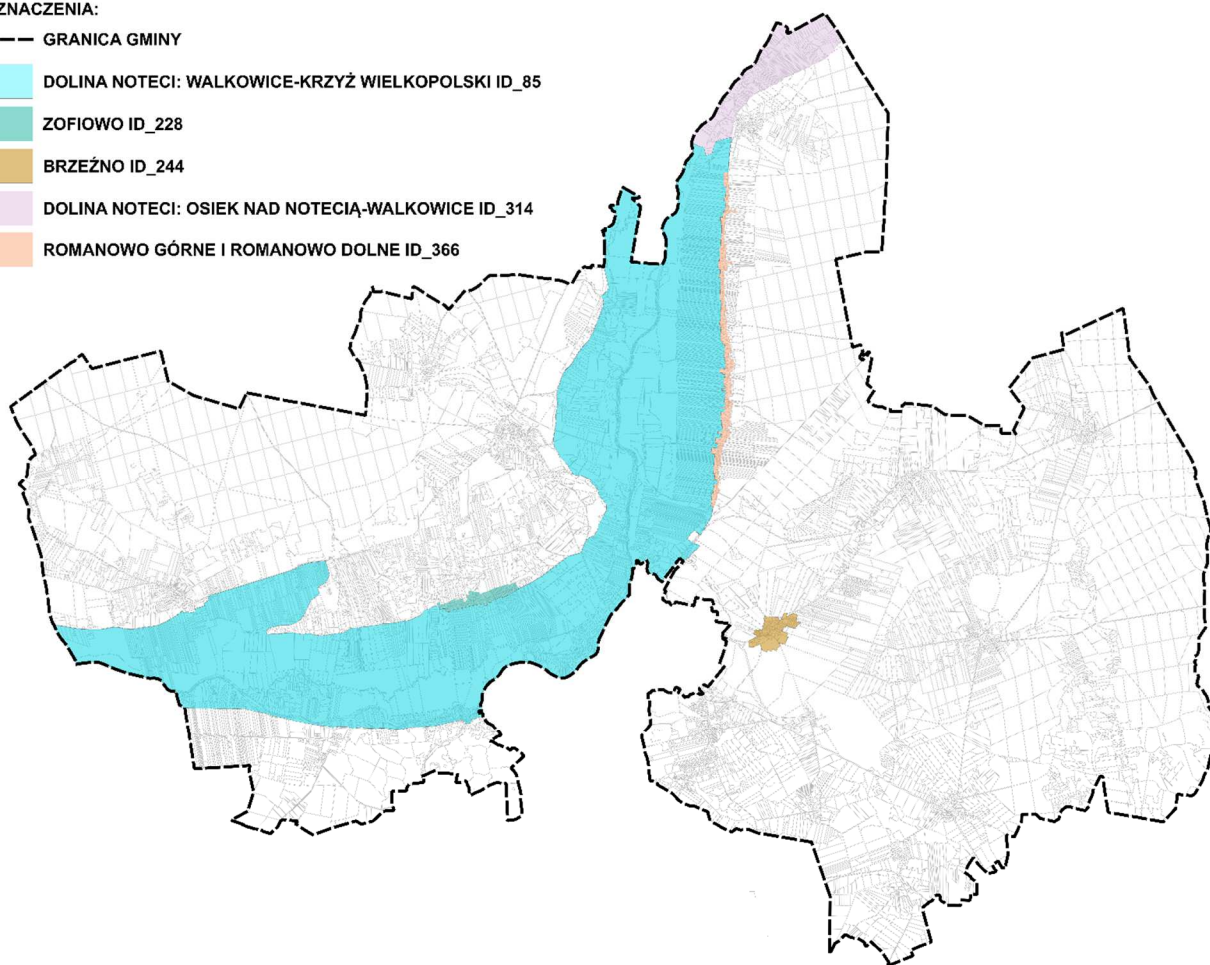 ZNACZENIA:
GRANICA GMINY
DOLINA NOTECI: WALKOWICE-KRZYŻ WIELKOPOLSKI ID_85
ZOFIOWO ID_228
BRZEŹNO ID_244
DOLINA NOTECI: OSIEK NAD NOTECIĄ-WALKOWICE ID_314
ROMANOWO GÓRNE I ROMANOWO DOLNE ID_366